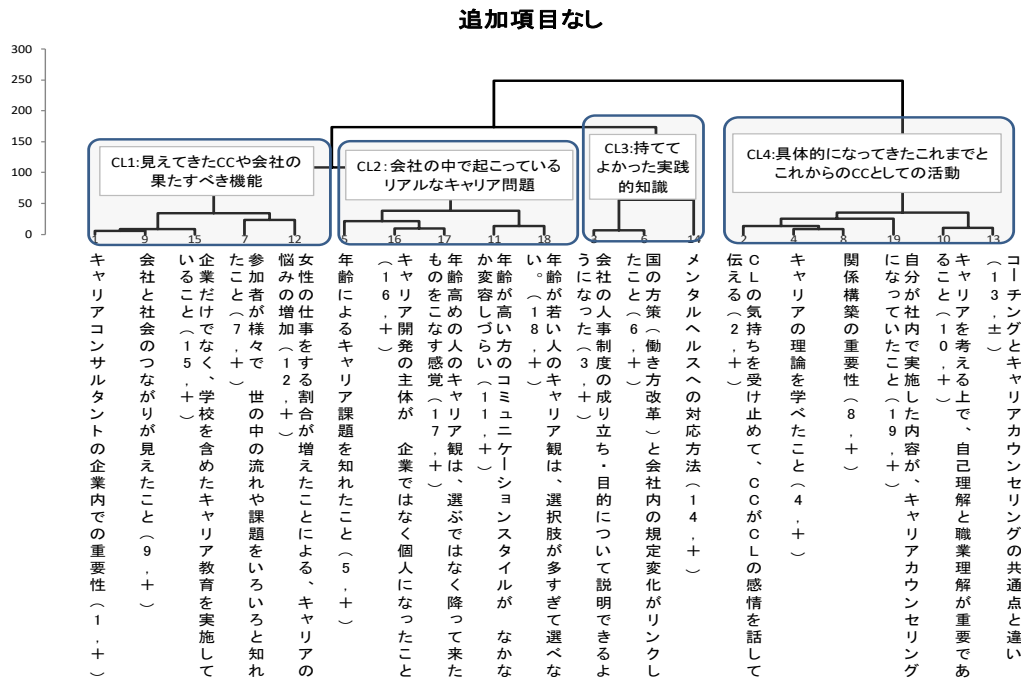 追加項目なし
300
250
200
150
100
50
0
CL1:見えてきたCCや会社の
果たすべき機能
CL2:会社の中で起こっている
リアルなキャリア問題
CL3:持てて
よかった実践
的知識
CL4:具体的になってきたこれまでと
これからのCCとしての活動
1
9
15
7
12
5
16
17
11
18
3
6
14
2
4
8
19
10
13
キャリアコンサルタントの企業内での重要性(1,+)
会社と社会のつながりが見えたこと(9,+)
企業だけでなく、学校を含めたキャリア教育を実施して
いること(15,+)
参加者が様々で 世の中の流れや課題をいろいろと知れ
たこと(7,+)
女性の仕事をする割合が増えたことによる、キャリアの
悩みの増加(12,+)
年齢によるキャリア課題を知れたこと(5,+)
キャリア開発の主体が 企業ではなく個人になったこと
(16,+)
年齢高めの人のキャリア観は、選ぶではなく降って来た
ものをこなす感覚(17,+)
年齢が高い方のコミュニケーションスタイルが なかな
か変容しづらい(11,+)
年齢が若い人のキャリア観は、選択肢が多すぎて選べな
い。(18,+)
会社の人事制度の成り立ち・目的について説明できるよ
うになった(3,+)
国の方策(働き方改革)と会社内の規定変化がリンクし
たこと(6,+)
メンタルヘルスへの対応方法(14,+)
CLの気持ちを受け止めて、CCがCLの感情を話して
伝える(2,+)
キャリアの理論を学べたこと(4,+)
関係構築の重要性(8,+)
自分が社内で実施した内容が、キャリアカウンセリング
になっていたこと(19,+)
キャリアを考える上で、自己理解と職業理解が重要であ
ること(10,+)
コーチングとキャリアカウンセリングの共通点と違い
(13,±)